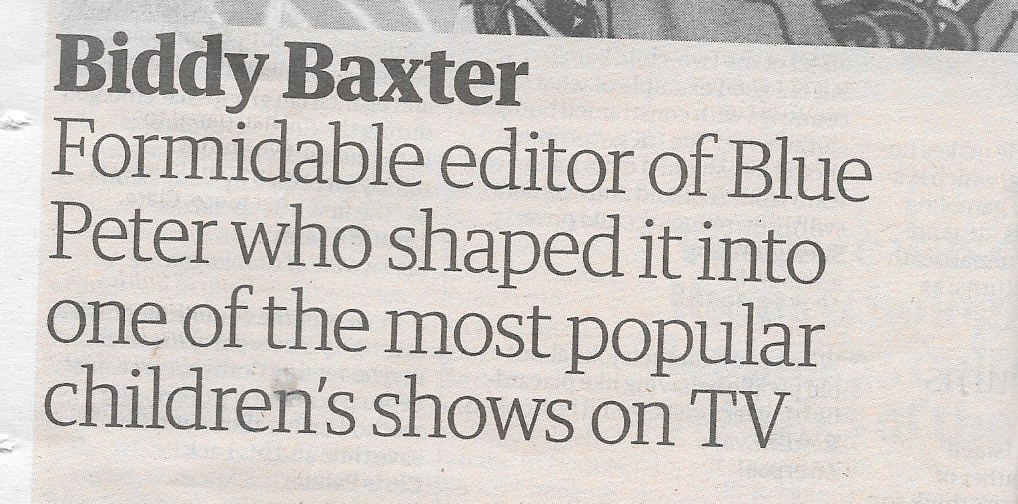 Biddy Baxter
Formidable editor of Blue
Peter who shaped it into
one of the most popular
children's shows on TV